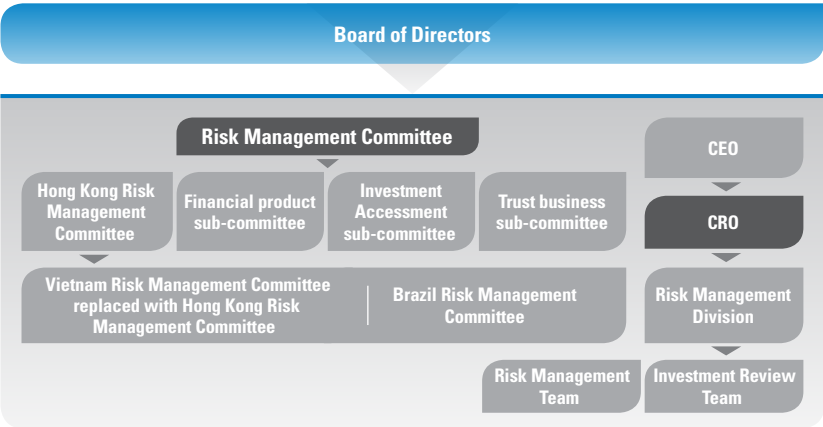 Board of Directors
Risk Management Committee
CEO
Hong Kong Risk
Management
Committee
Financial product
sub-committee
Investment
Accessment
sub-committee
Trust business
sub-committee
CRO
Vietnam Risk Management Committee
replaced with Hong Kong Risk
Management Committee
Brazil Risk Management
Committee
Risk Management
Division
Risk Management
Team
Investment Review
Team